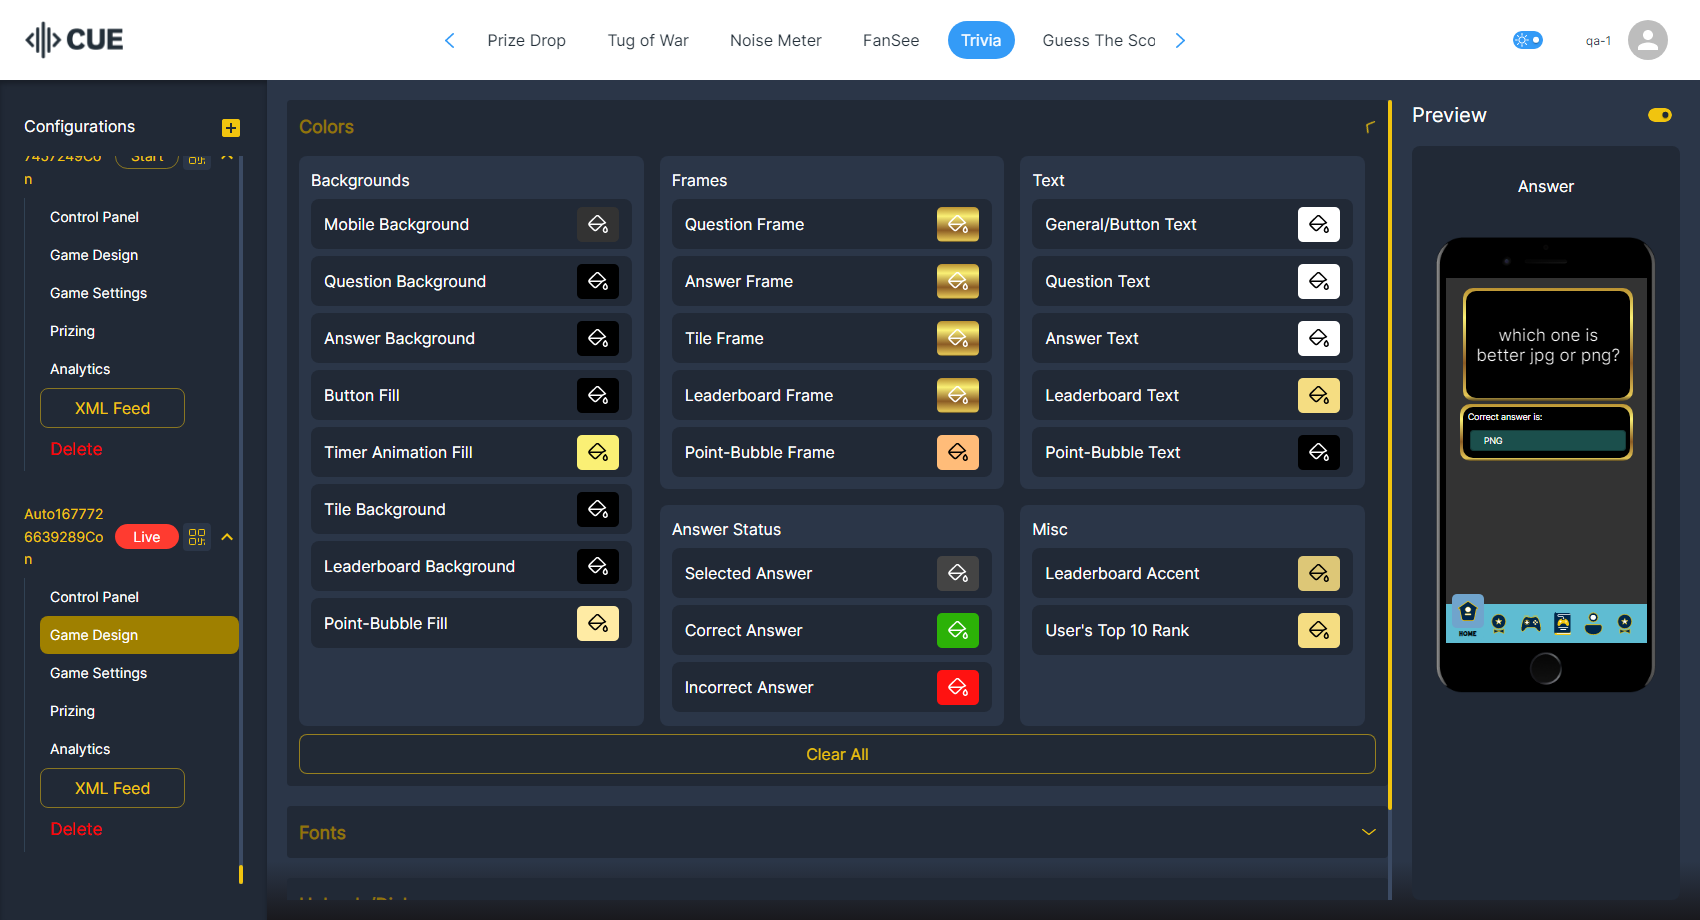 CUE
Prize Drop
Tug of War
Noise Meter
FanSee
Trivia
Guess The Sco
qa-1
Configurations
7457249Co
n
Start
Control Panel
Game Design
Game Settings
Prizing
Analytics
XML Feed
Delete
Auto167772
6639289Co
n
Live
Control Panel
Game Design
Game Settings
Prizing
Analytics
XML Feed
Delete
Colors
Backgrounds
Mobile Background
Question Background
Answer Background
Button Fill
Timer Animation Fill
Tile Background
Leaderboard Background
Point-Bubble Fill
Frames
Question Frame
Answer Frame
Tile Frame
Leaderboard Frame
Point-Bubble Frame
Text
General/Button Text
Question Text
Answer Text
Leaderboard Text
Point-Bubble Text
Answer Status
Selected Answer
Correct Answer
Incorrect Answer
Misc
Leaderboard Accent
User's Top 10 Rank
Clear All
Fonts
Preview
Answer
which one is
better jpg or png?
Correct answer is:
PNG
HOME